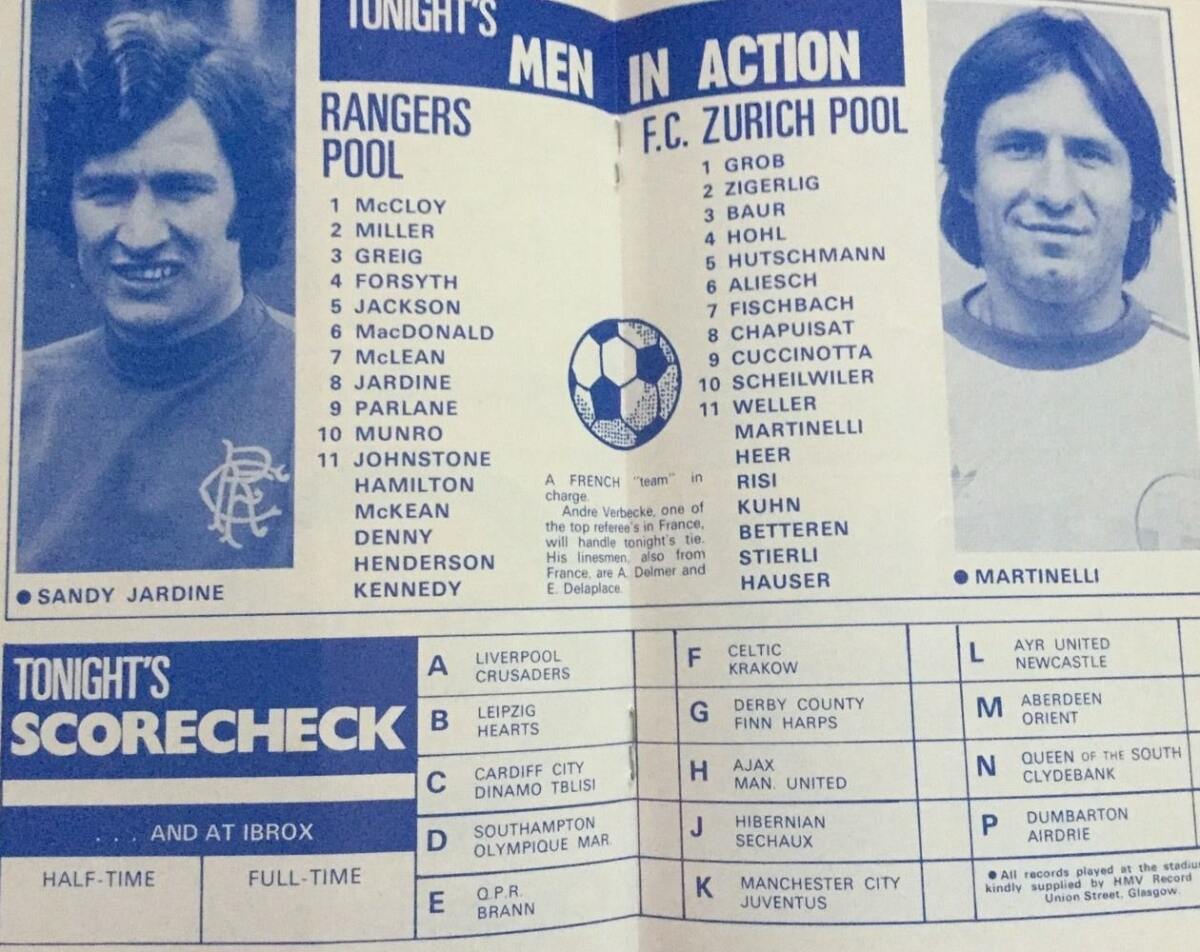 TONIGHT'S
MEN IN ACTION
RANGERS
POOL
1 McCLOY
2 MILLER
3 GREIG
4 FORSYTH
5 JACKSON
6 MacDONALD
7 McLEAN
8 JARDINE
9 PARLANE
10 MUNRO
11 JOHNSTONE
HAMILTON
McKEAN
DENNY
HENDERSON
KENNEDY
F.C. ZURICH POOL
1 GROB
2 ZIGERLIG
3 BAUR
4 HOHL
5 HUTSCHMANN
6 ALIESCH
7 FISCHBACH
8 CHAPUISAT
9 CUCCINOTTA
10 SCHEILWILER
11 WELLER
MARTINELLI
HEER
RISI
KUHN
BETTEREN
STIERLI
HAUSER
A FRENCH "team" in
charge.
Andre Verbecke, one of
the top referee's in France,
will handle tonight's tie.
His linesmen, also from
France, are A. Delmer and
E. Delaplace.
● SANDY JARDINE
● MARTINELLI
TONIGHT'S
SCORECHECK
. . . AND AT IBROX
HALF-TIME
FULL-TIME
A LIVERPOOL
CRUSADERS
B LEIPZIG
HEARTS
C CARDIFF CITY
DINAMO TBLISI
D SOUTHAMPTON
OLYMPIQUE MAR.
E Q.P.R.
BRANN
F CELTIC
KRAKOW
G DERBY COUNTY
FINN HARPS
H AJAX
MAN. UNITED
J HIBERNIAN
SECHAUX
K MANCHESTER CITY
JUVENTUS
L AYR UNITED
NEWCASTLE
M ABERDEEN
ORIENT
N QUEEN OF THE SOUTH
CLYDEBANK
P DUMBARTON
AIRDRIE
● All records played at the stadiu
kindly supplied by HMV Record
Union Street, Glasgow.